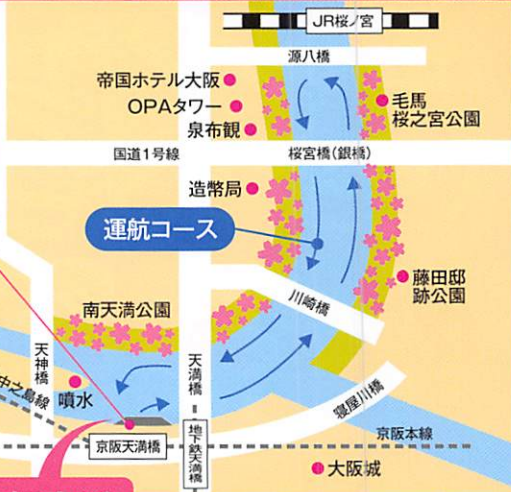 JR桜ノ宮
源八橋
帝国ホテル大阪
OPAタワー
泉布観
毛馬
桜之宮公園
国道1号線
桜宮橋(銀橋)
造幣局
運航コース
藤田邸
跡公園
川崎橋
南天満公園
天神橋
天満橋
噴水
中之島線
寝屋川橋
京阪天満橋
地下鉄天満橋
京阪本線
大阪城